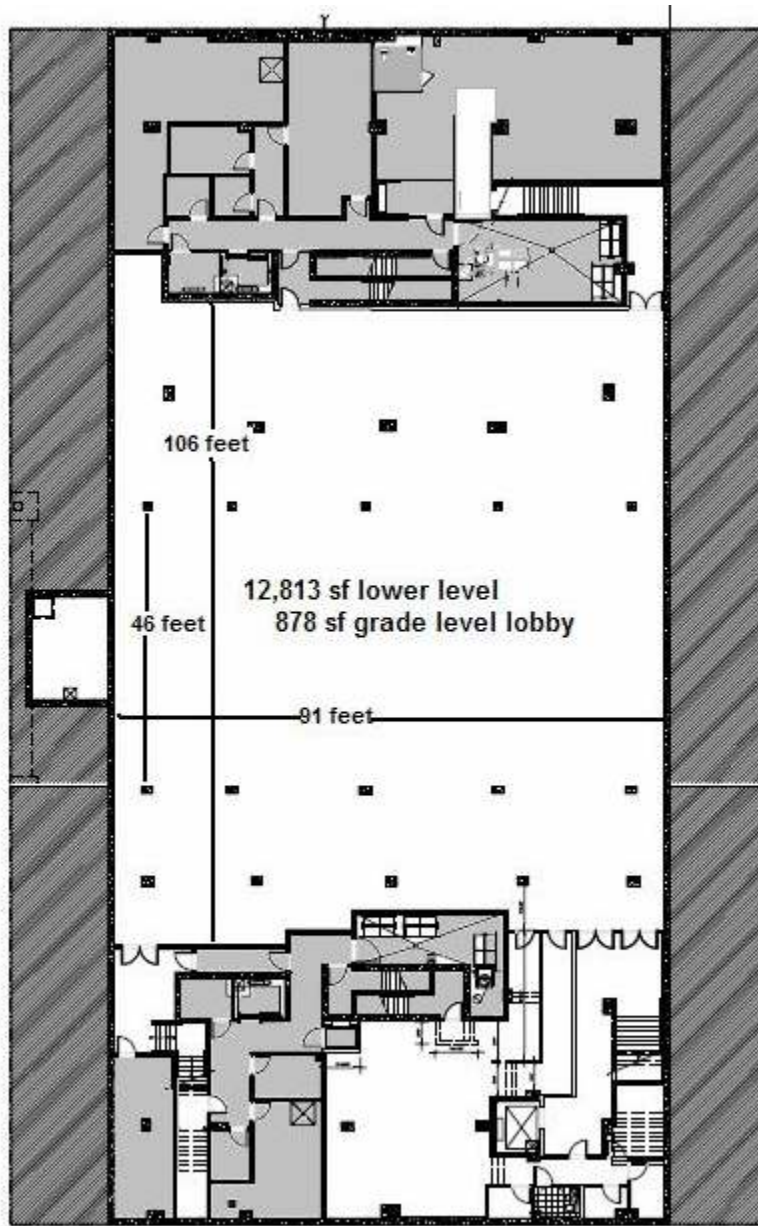 106 feet
12,813 sf lower level
878 sf grade level lobby
46 feet
91 feet